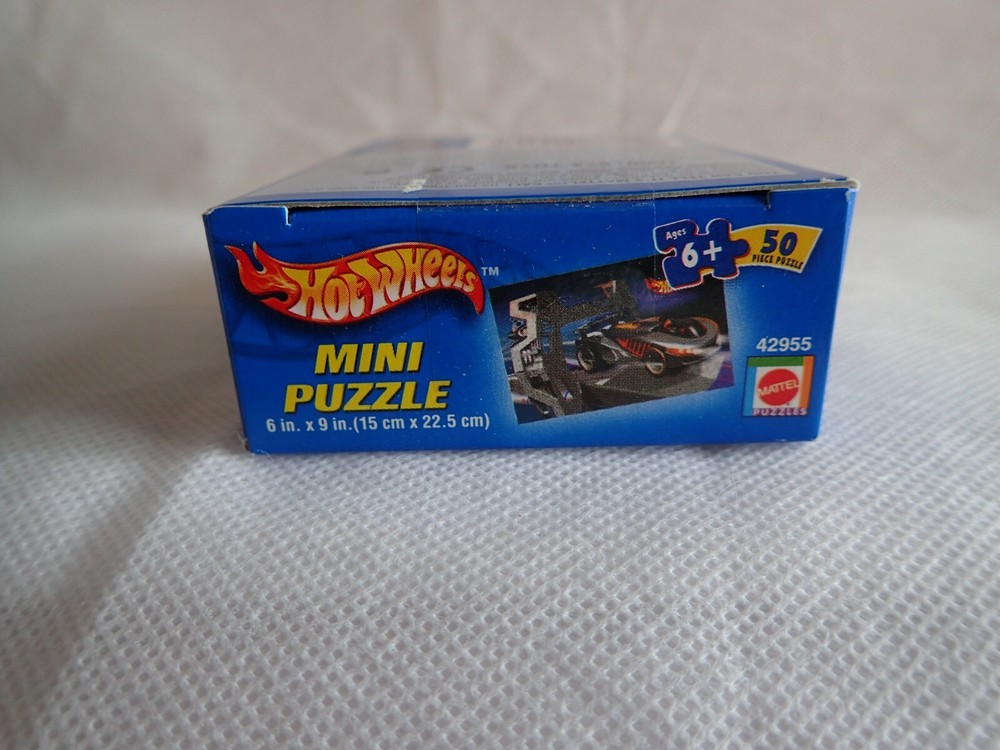 HOT WHEELS™
MINI
PUZZLE
6 in. x 9 in.(15 cm x 22.5 cm)
Ages
6+
50
PIECE PUZZLE
42955
MATTEL
PUZZLES